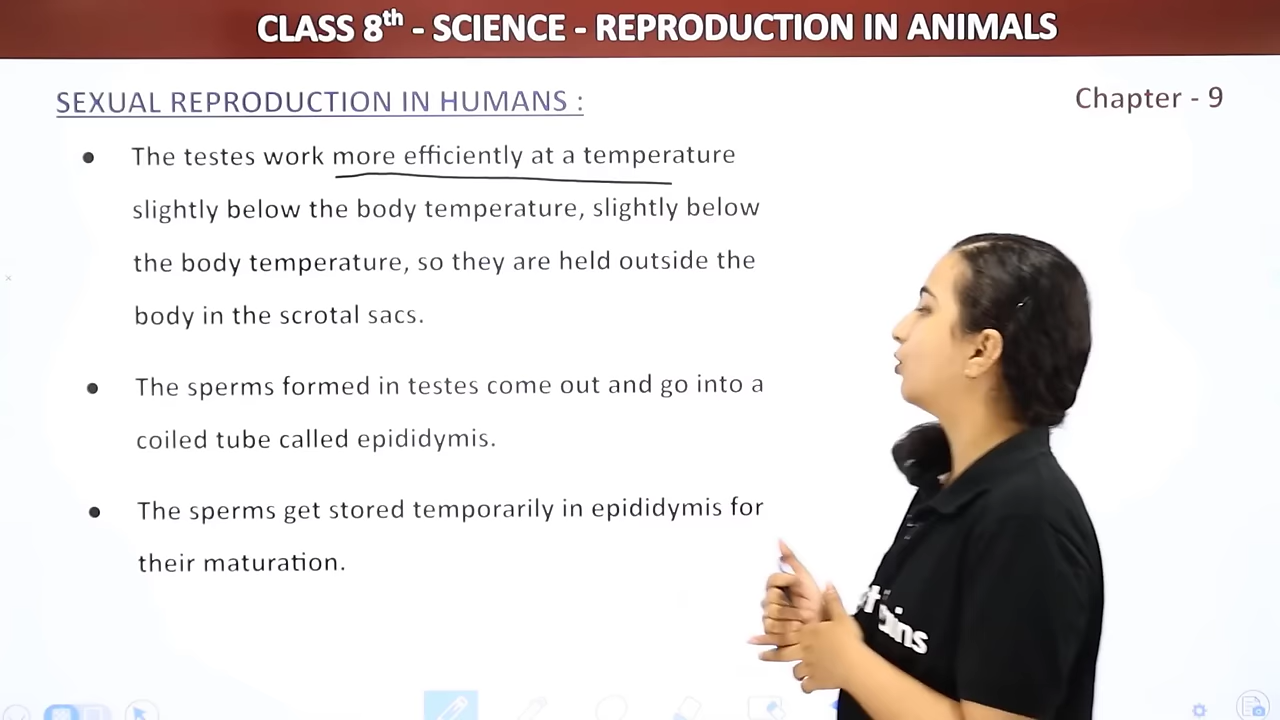 CLASS 8th - SCIENCE - REPRODUCTION IN ANIMALS
SEXUAL REPRODUCTION IN HUMANS :
Chapter - 9
● The testes work more efficiently at a temperature
slightly below the body temperature, slightly below
the body temperature, so they are held outside the
body in the scrotal sacs.
● The sperms formed in testes come out and go into a
coiled tube called epididymis.
● The sperms get stored temporarily in epididymis for
their maturation.